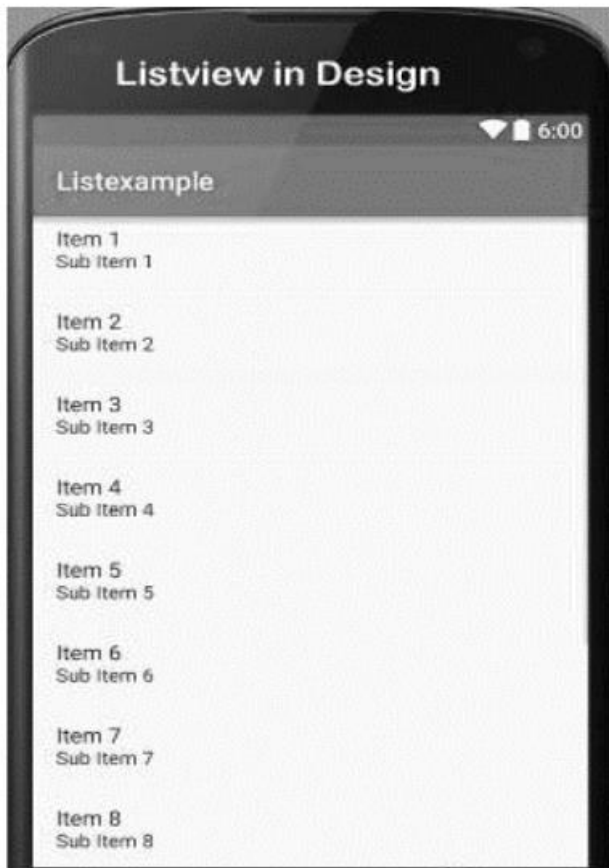 Listview in Design
6:00
Listexample
Item 1
Sub Item 1
Item 2
Sub Item 2
Item 3
Sub Item 3
Item 4
Sub Item 4
Item 5
Sub Item 5
Item 6
Sub Item 6
Item 7
Sub Item 7
Item 8
Sub Item 8